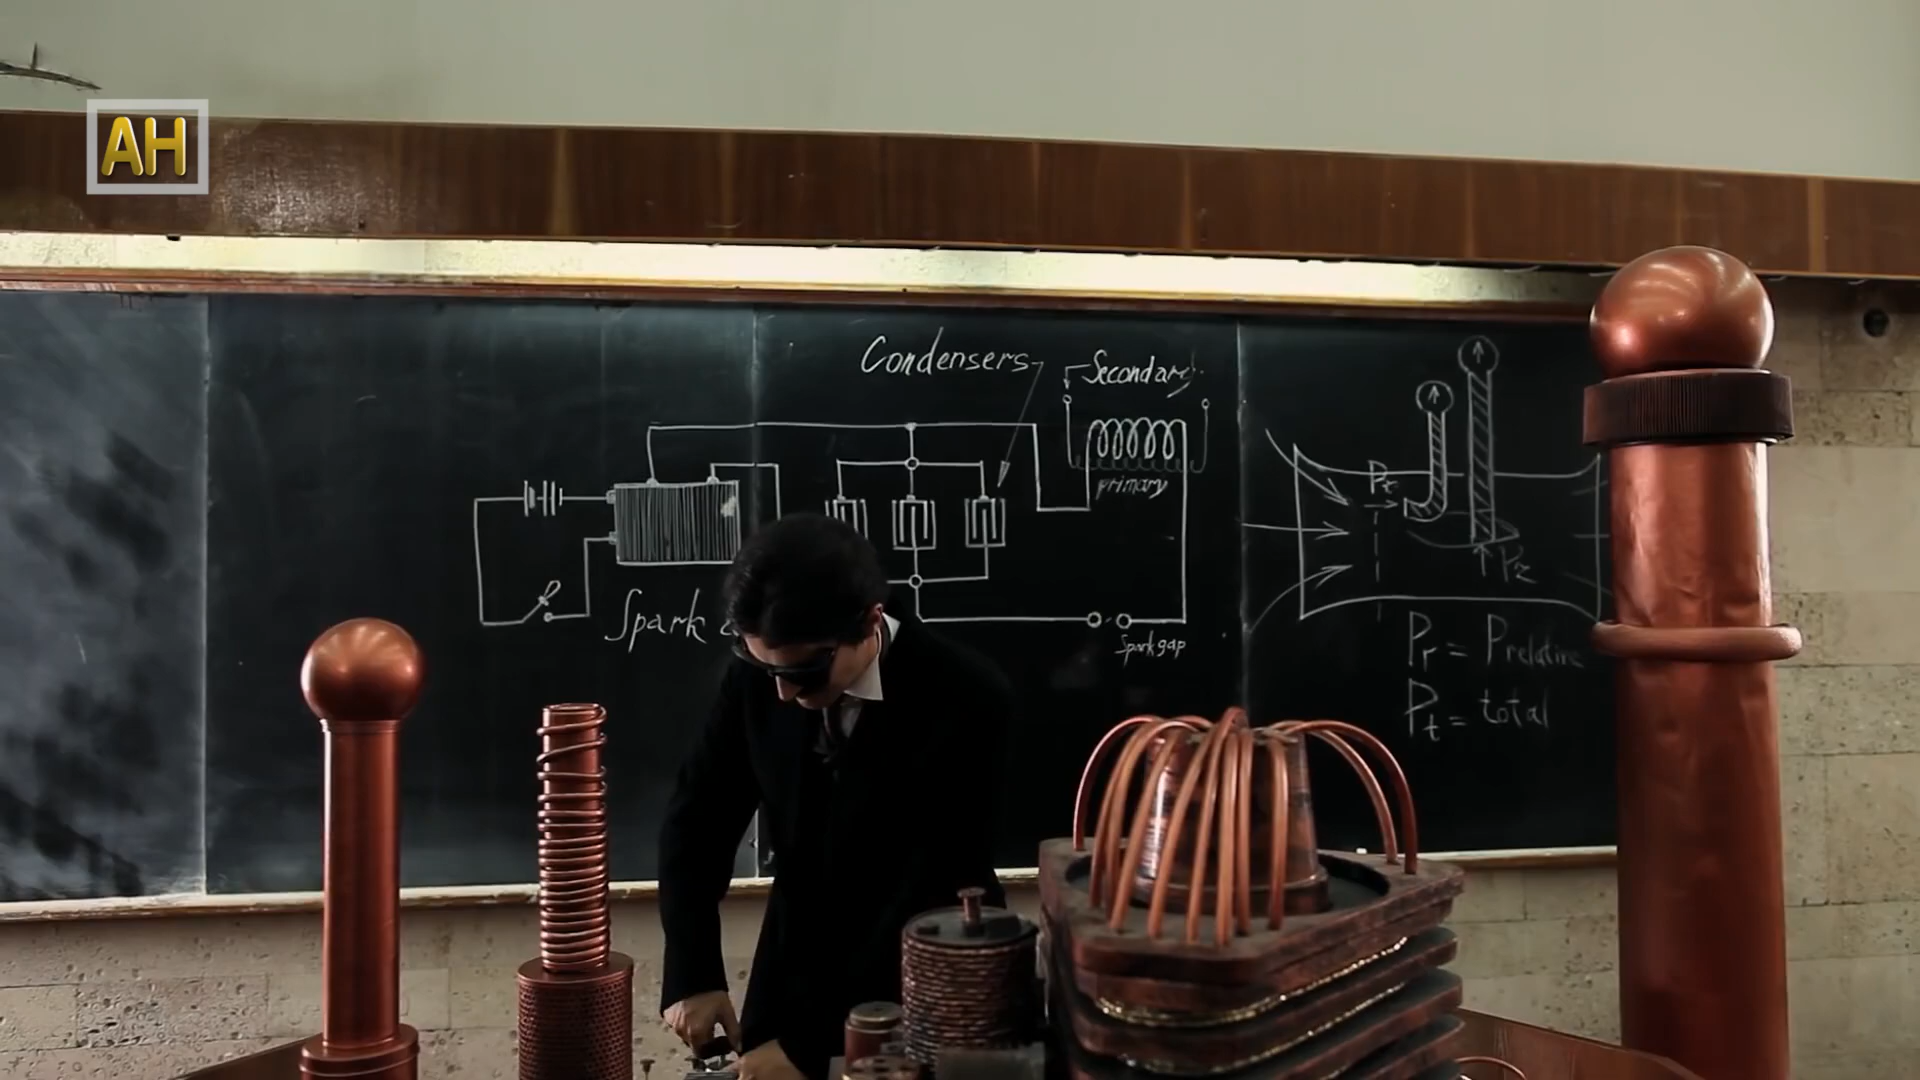 AH
Condensers
Secondary
primary
Spark
Spark gap
Pt
Pr
Pr = Prelative
Pt = total